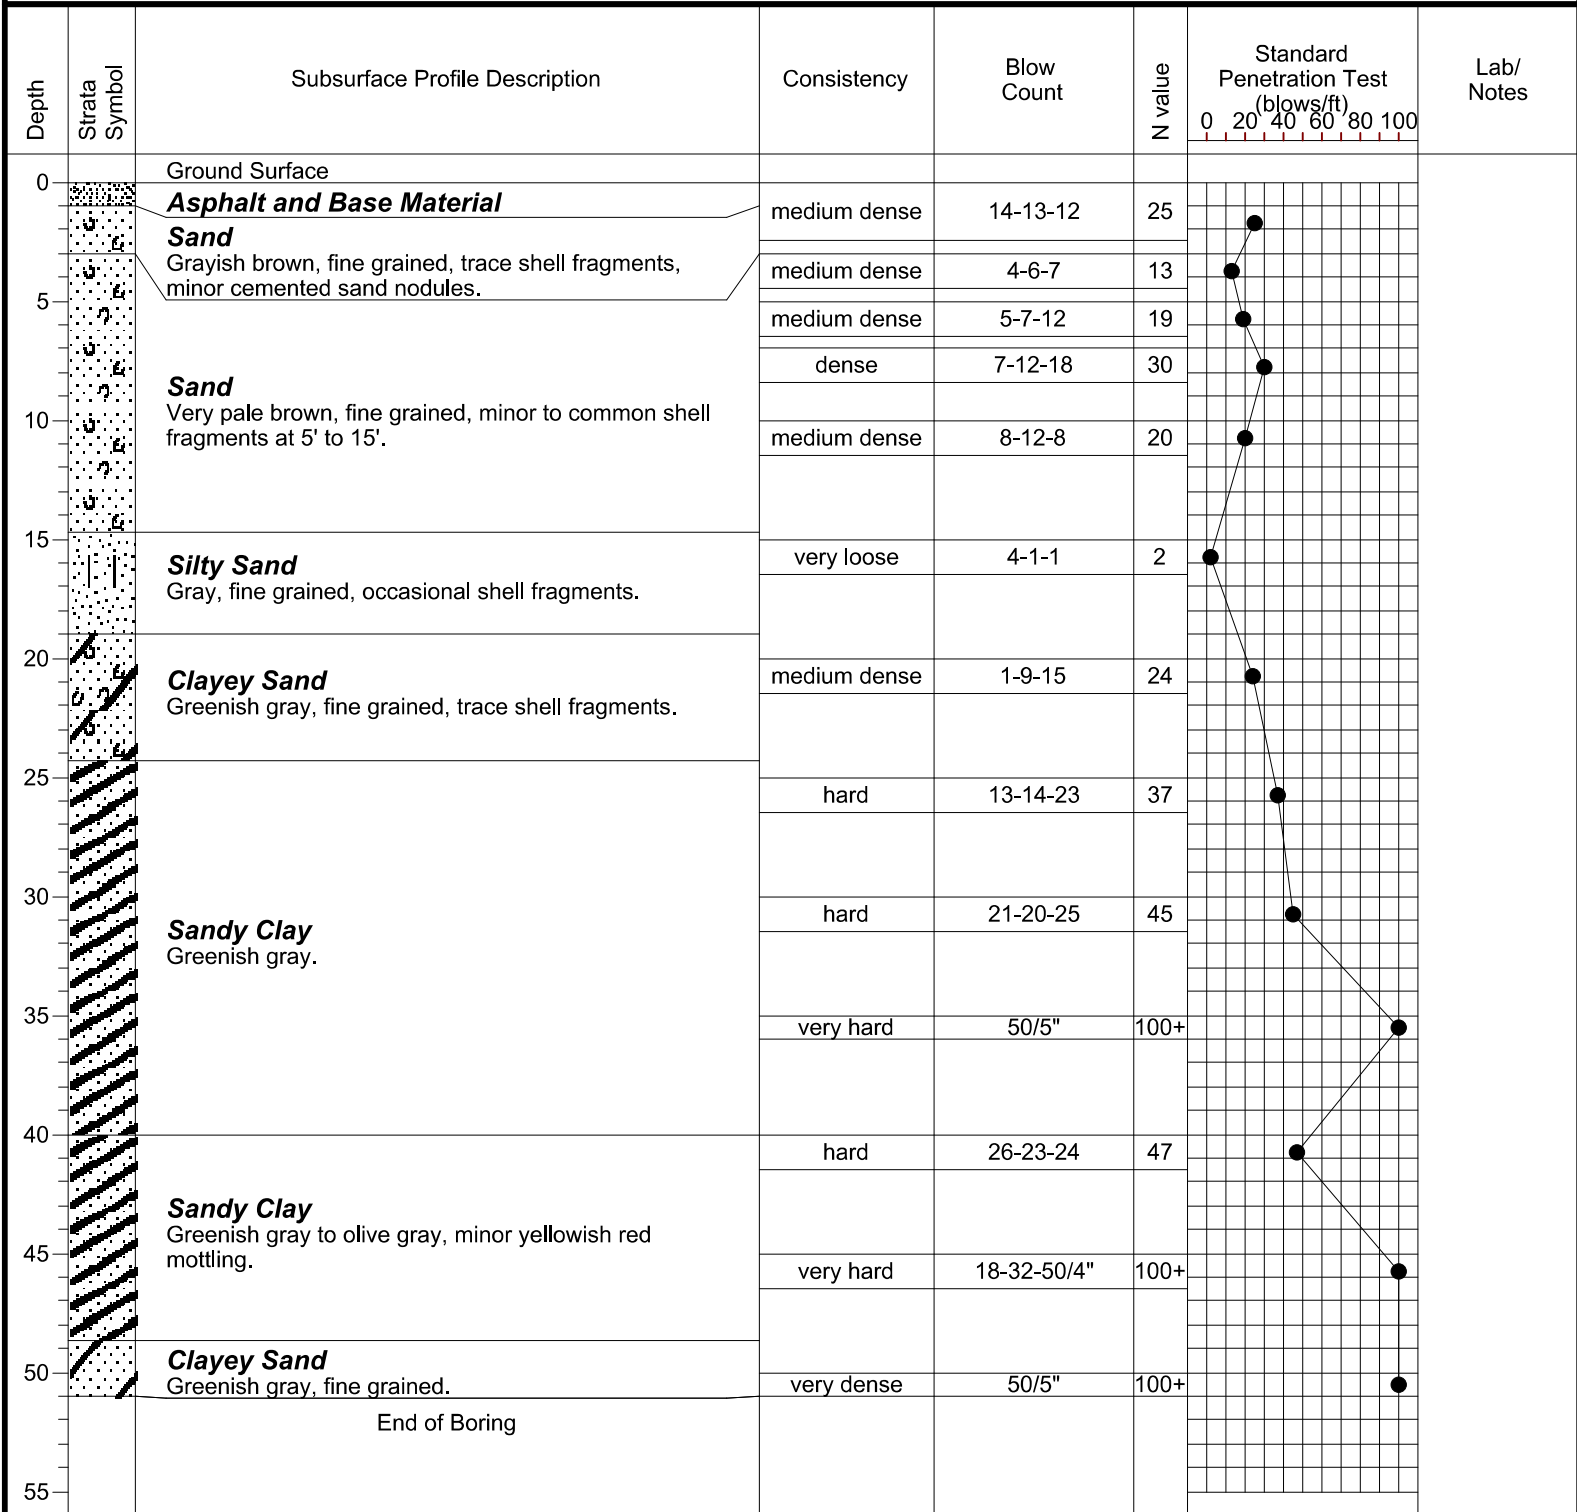 Depth
Strata
Symbol
Subsurface Profile Description
Consistency
Blow
Count
N value
Standard
Penetration Test
(blows/ft)
0 20 40 60 80 100
Lab/
Notes
Ground Surface
0
Asphalt and Base Material
medium dense 14-13-12 25
Sand
Grayish brown, fine grained, trace shell fragments,
minor cemented sand nodules.
medium dense 4-6-7 13
5
medium dense 5-7-12 19
dense 7-12-18 30
Sand
Very pale brown, fine grained, minor to common shell
fragments at 5' to 15'.
10
medium dense 8-12-8 20
15
very loose 4-1-1 2
Silty Sand
Gray, fine grained, occasional shell fragments.
20
medium dense 1-9-15 24
Clayey Sand
Greenish gray, fine grained, trace shell fragments.
25
hard 13-14-23 37
30
hard 21-20-25 45
Sandy Clay
Greenish gray.
35
very hard 50/5" 100+
40
hard 26-23-24 47
Sandy Clay
Greenish gray to olive gray, minor yellowish red
mottling.
45
very hard 18-32-50/4" 100+
Clayey Sand
Greenish gray, fine grained.
50
very dense 50/5" 100+
End of Boring
55